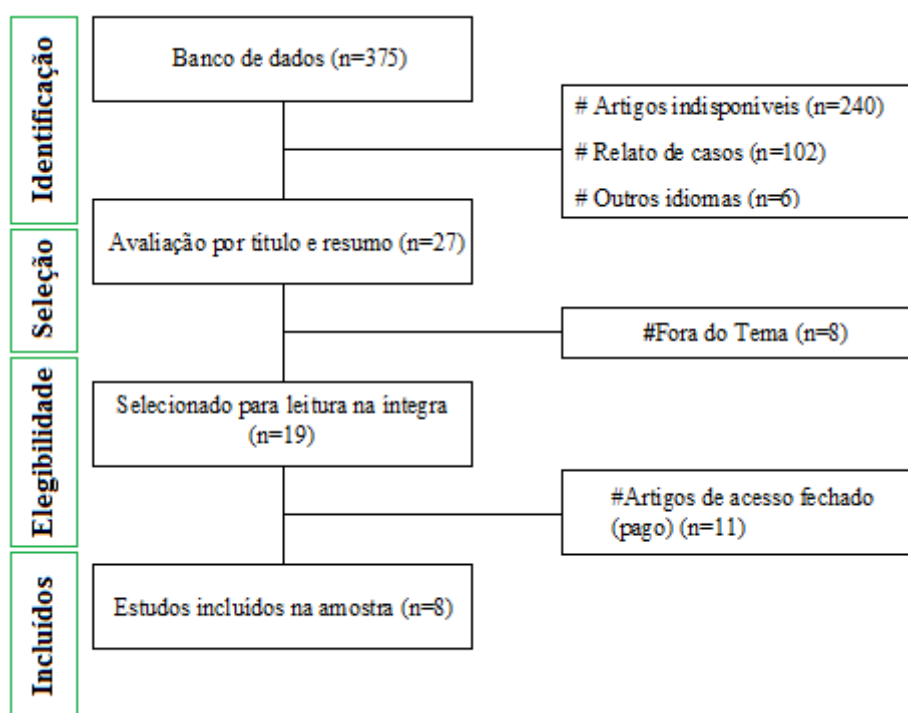 Identificação
Banco de dados (n=375)
# Artigos indisponíveis (n=240)
# Relato de casos (n=102)
# Outros idiomas (n=6)
Avaliação por título e resumo (n=27)
Seleção
#Fora do Tema (n=8)
Elegibilidade
Selecionado para leitura na íntegra
(n=19)
#Artigos de acesso fechado
(pago) (n=11)
Incluídos
Estudos incluídos na amostra (n=8)